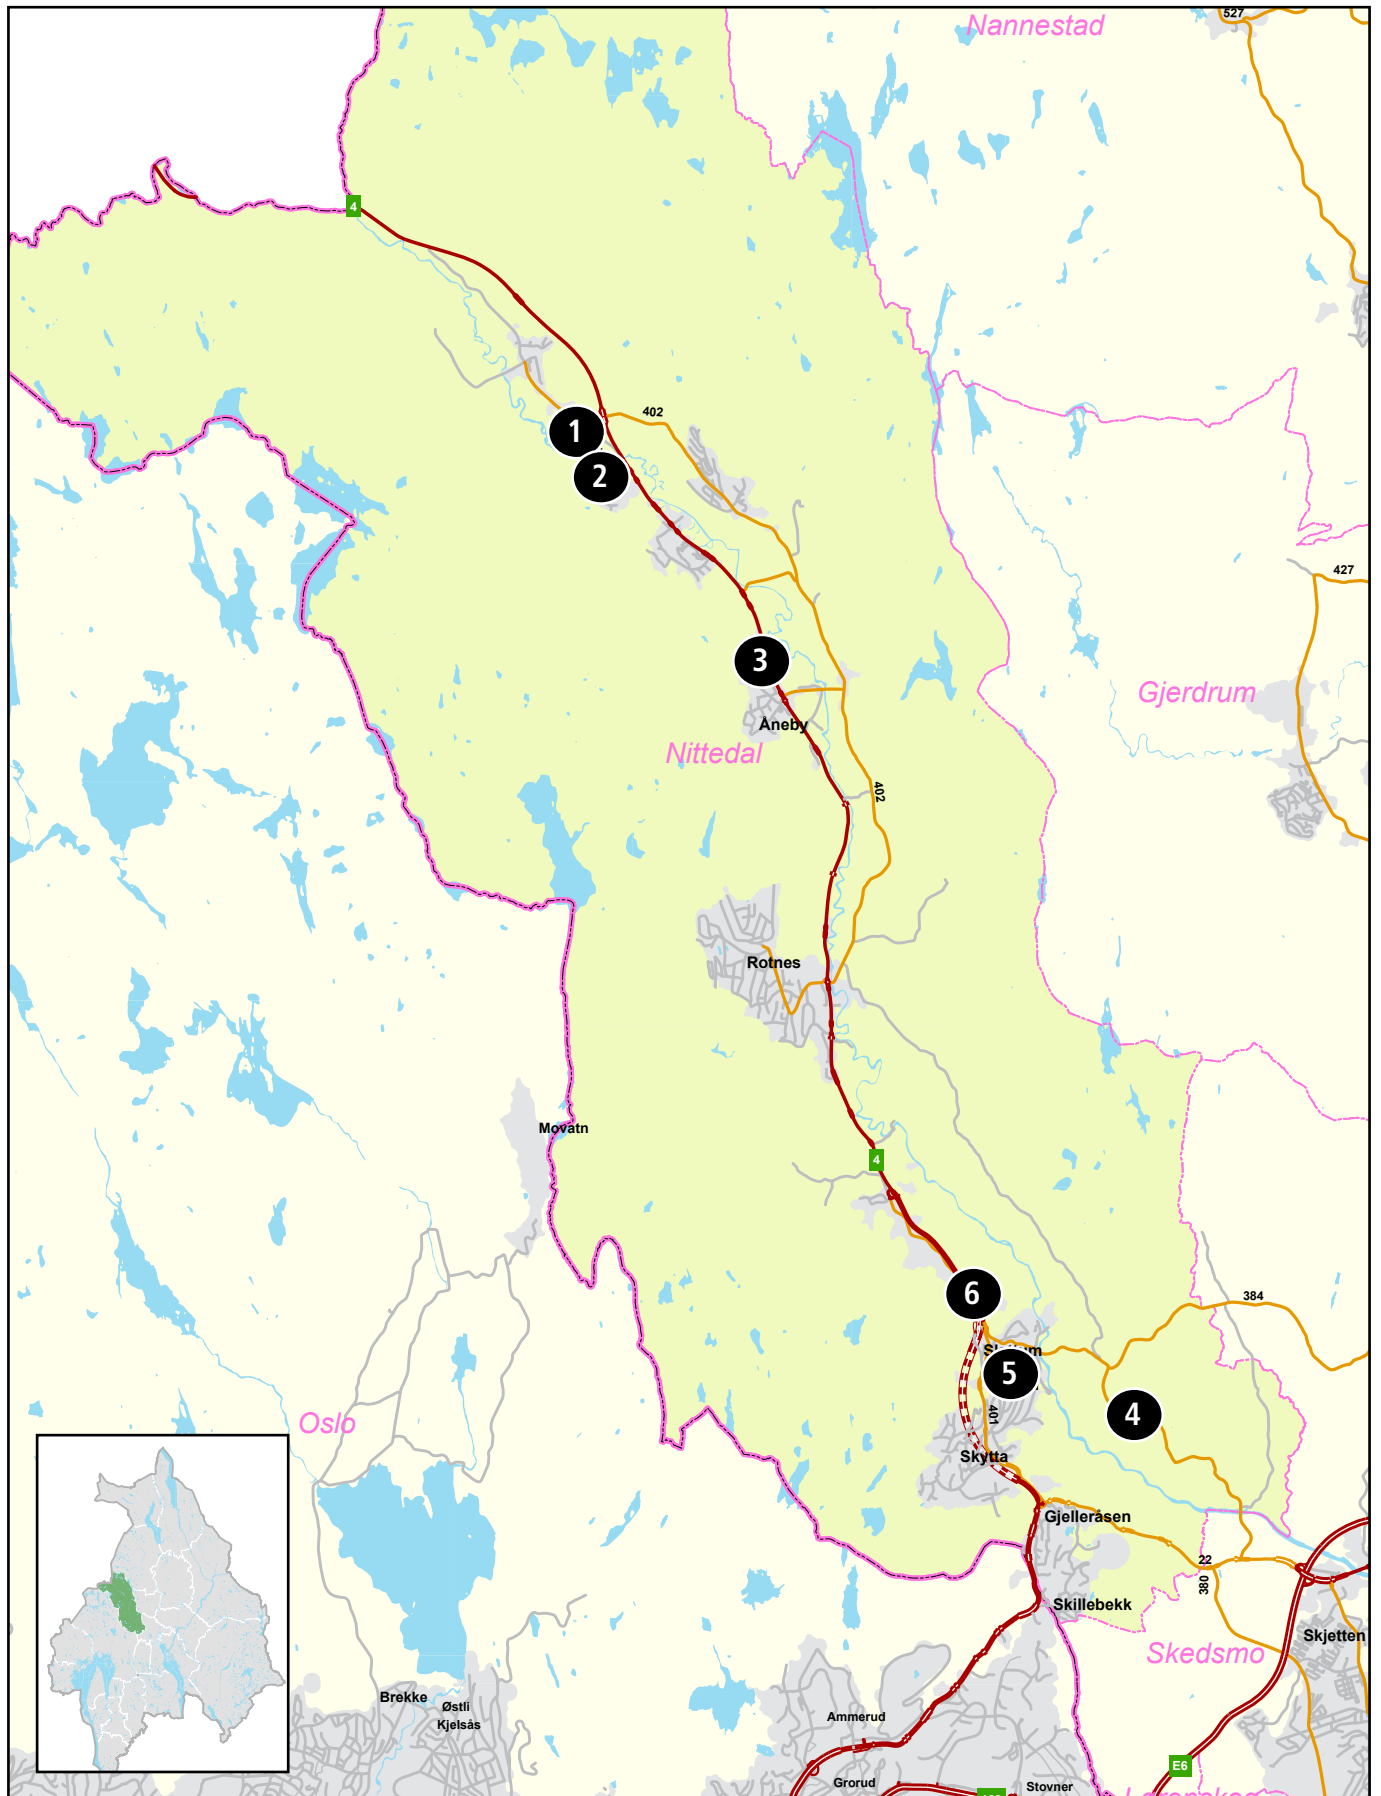 527
Nannestad
4
402
1
2
427
3
Gjerdrum
Åneby
Nittedal
402
Rotnes
Movatn
4
6
384
5
4
401
Oslo
Skytta
Gjelleråsen
22
380
Skillebekk
Skjetten
Skedsmo
Brekke
Østli
Kjelsås
Ammerud
E6
Grorud
Stovner